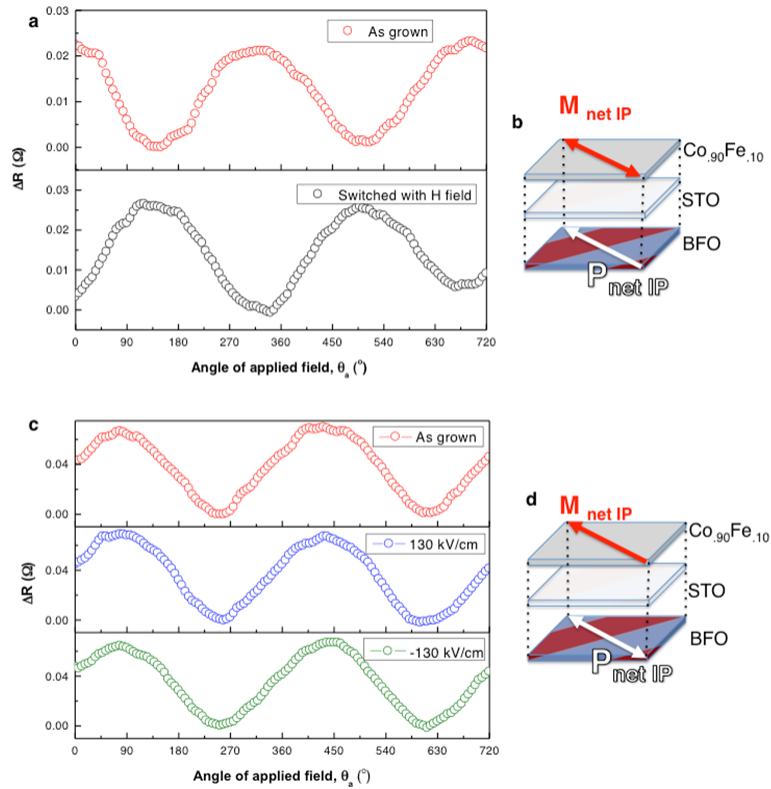 a
0.03
0.02
0.01
0.00
As grown
0.03
0.02
0.01
0.00
Switched with H field
ΔR (Ω)
0 90 180 270 360 450 540 630 720
Angle of applied field, θa (°)
b
M net IP
Co.90Fe.10
STO
BFO
P net IP
c
0.04
0.00
As grown
0.04
0.00
130 kV/cm
0.04
0.00
-130 kV/cm
ΔR (Ω)
0 90 180 270 360 450 540 630 720
Angle of applied field, θa (°)
d
M net IP
Co.90Fe.10
STO
BFO
P net IP